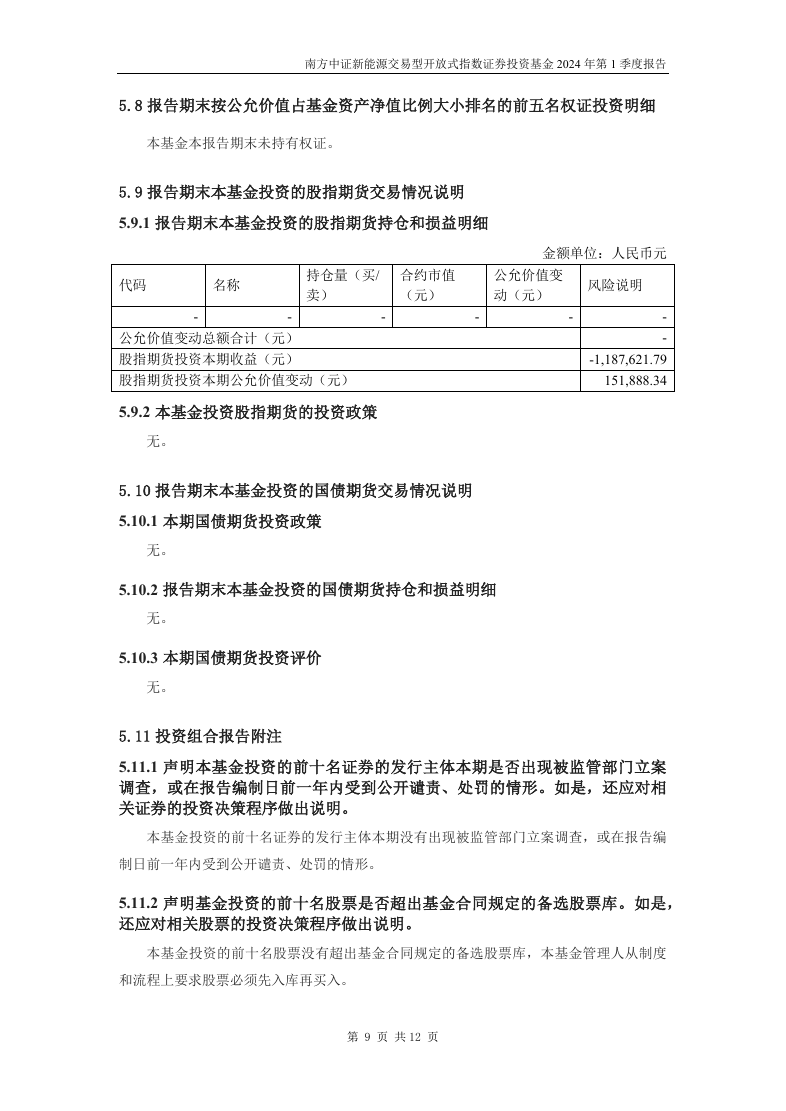 南方中证新能源交易型开放式指数证券投资基金 2024 年第 1 季度报告
5.8 报告期末按公允价值占基金资产净值比例大小排名的前五名权证投资明细
本基金本报告期末未持有权证。
5.9 报告期末本基金投资的股指期货交易情况说明
5.9.1 报告期末本基金投资的股指期货持仓和损益明细
金额单位：人民币元
代码 名称 持仓量（买/卖） 合约市值（元） 公允价值变动（元） 风险说明
- - - - - -
公允价值变动总额合计（元） -
股指期货投资本期收益（元） -1,187,621.79
股指期货投资本期公允价值变动（元） 151,888.34
5.9.2 本基金投资股指期货的投资政策
无。
5.10 报告期末本基金投资的国债期货交易情况说明
5.10.1 本期国债期货投资政策
无。
5.10.2 报告期末本基金投资的国债期货持仓和损益明细
无。
5.10.3 本期国债期货投资评价
无。
5.11 投资组合报告附注
5.11.1 声明本基金投资的前十名证券的发行主体本期是否出现被监管部门立案
调查，或在报告编制日前一年内受到公开谴责、处罚的情形。如是，还应对相
关证券的投资决策程序做出说明。
本基金投资的前十名证券的发行主体本期没有出现被监管部门立案调查，或在报告编
制日前一年内受到公开谴责、处罚的情形。
5.11.2 声明基金投资的前十名股票是否超出基金合同规定的备选股票库。如是，
还应对相关股票的投资决策程序做出说明。
本基金投资的前十名股票没有超出基金合同规定的备选股票库，本基金管理人从制度
和流程上要求股票必须先入库再买入。
第 9 页 共 12 页